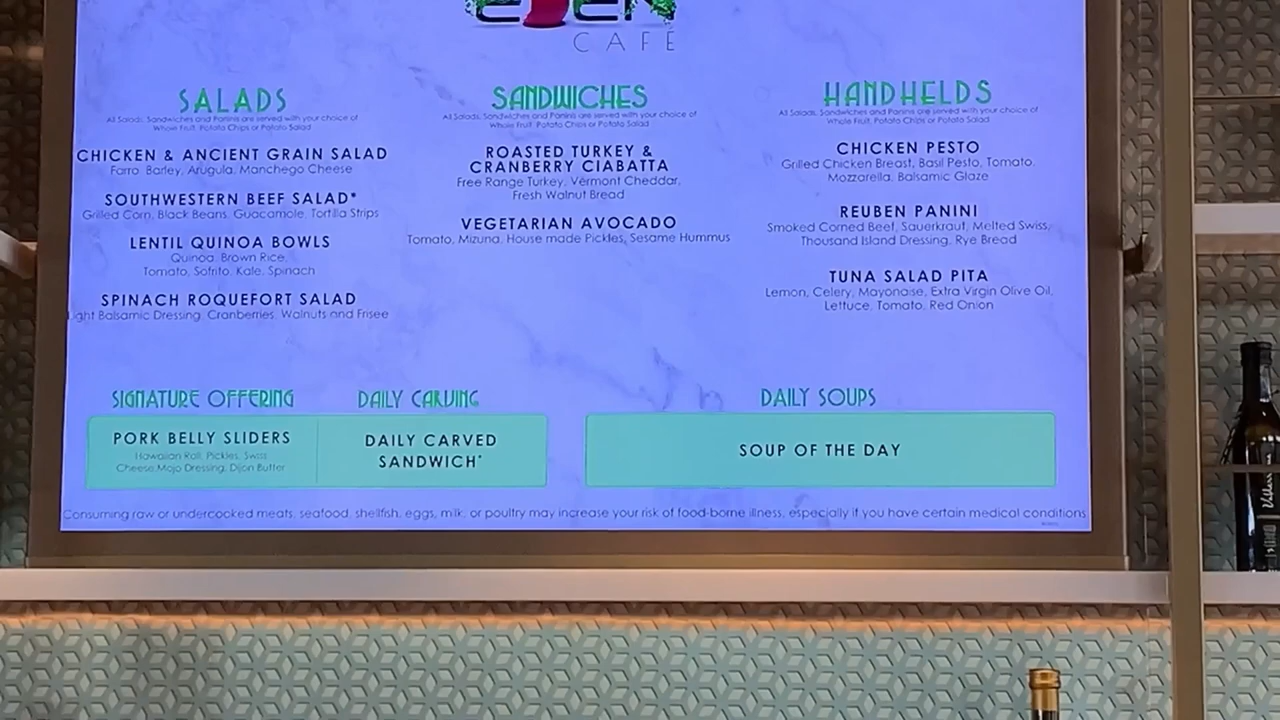 EDEN
CAFÉ
SALADS
All Salads, Sandwiches and Paninis are served with your choice of
Whole Fruit, Potato Chips or Potato Salad
CHICKEN & ANCIENT GRAIN SALAD
Farro, Barley, Arugula, Manchego Cheese
SOUTHWESTERN BEEF SALAD*
Grilled Corn, Black Beans, Guacamole, Tortilla Strips
LENTIL QUINOA BOWLS
Quinoa, Brown Rice,
Tomato, Sofrito, Kale, Spinach
SPINACH ROQUEFORT SALAD
Light Balsamic Dressing, Cranberries, Walnuts and Frisee
SANDWICHES
All Salads, Sandwiches and Paninis are served with your choice of
Whole Fruit, Potato Chips or Potato Salad
ROASTED TURKEY &
CRANBERRY CIABATTA
Free Range Turkey, Vermont Cheddar,
Fresh Walnut Bread
VEGETARIAN AVOCADO
Tomato, Mizuna, House made Pickles, Sesame Hummus
HANDHELDS
All Salads, Sandwiches and Paninis are served with your choice of
Whole Fruit, Potato Chips or Potato Salad
CHICKEN PESTO
Grilled Chicken Breast, Basil Pesto, Tomato,
Mozzarella, Balsamic Glaze
REUBEN PANINI
Smoked Corned Beef, Sauerkraut, Melted Swiss,
Thousand Island Dressing, Rye Bread
TUNA SALAD PITA
Lemon, Celery, Mayonaise, Extra Virgin Olive Oil,
Lettuce, Tomato, Red Onion
SIGNATURE OFFERING
PORK BELLY SLIDERS
Hawaiian Roll, Pickles, Swiss
Cheese,Mojo Dressing, Dijon Butter
DAILY CARVING
DAILY CARVED
SANDWICH*
DAILY SOUPS
SOUP OF THE DAY
Consuming raw or undercooked meats, seafood, shellfish, eggs, milk, or poultry may increase your risk of food-borne illness, especially if you have certain medical conditions